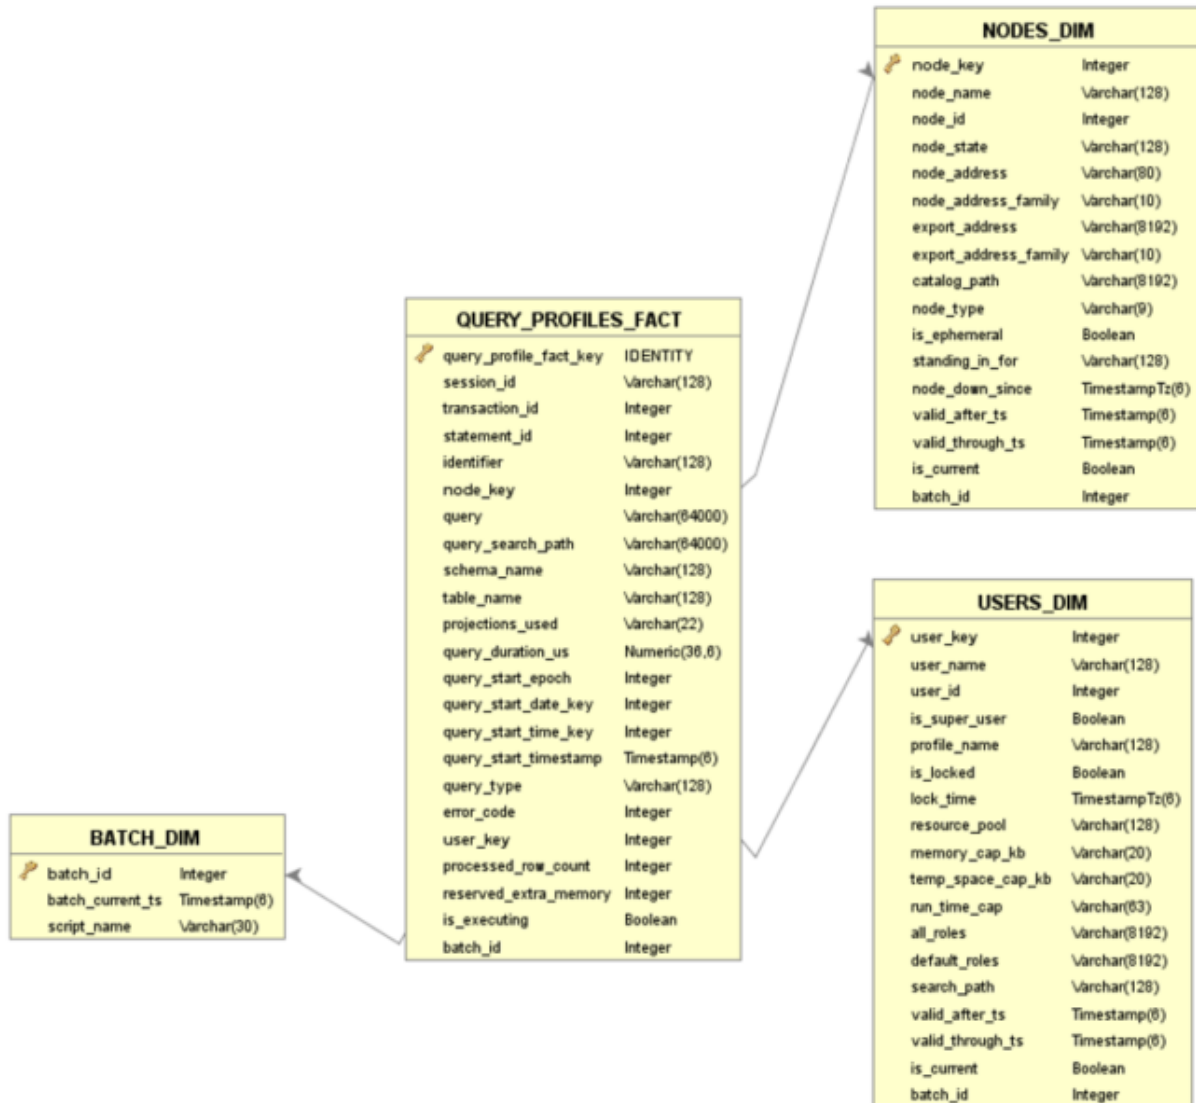 NODES_DIM
node_key Integer
node_name Varchar(128)
node_id Integer
node_state Varchar(128)
node_address Varchar(80)
node_address_family Varchar(10)
export_address Varchar(8192)
export_address_family Varchar(10)
catalog_path Varchar(8192)
node_type Varchar(9)
is_ephemeral Boolean
standing_in_for Varchar(128)
node_down_since TimestampTz(6)
valid_after_ts Timestamp(6)
valid_through_ts Timestamp(6)
is_current Boolean
batch_id Integer
QUERY_PROFILES_FACT
query_profile_fact_key IDENTITY
session_id Varchar(128)
transaction_id Integer
statement_id Integer
identifier Varchar(128)
node_key Integer
query Varchar(64000)
query_search_path Varchar(64000)
schema_name Varchar(128)
table_name Varchar(128)
projections_used Varchar(22)
query_duration_us Numeric(36,6)
query_start_epoch Integer
query_start_date_key Integer
query_start_time_key Integer
query_start_timestamp Timestamp(6)
query_type Varchar(128)
error_code Integer
user_key Integer
processed_row_count Integer
reserved_extra_memory Integer
is_executing Boolean
batch_id Integer
USERS_DIM
user_key Integer
user_name Varchar(128)
user_id Integer
is_super_user Boolean
profile_name Varchar(128)
is_locked Boolean
lock_time TimestampTz(6)
resource_pool Varchar(128)
memory_cap_kb Varchar(20)
temp_space_cap_kb Varchar(20)
run_time_cap Varchar(63)
all_roles Varchar(8192)
default_roles Varchar(8192)
search_path Varchar(128)
valid_after_ts Timestamp(6)
valid_through_ts Timestamp(6)
is_current Boolean
batch_id Integer
BATCH_DIM
batch_id Integer
batch_current_ts Timestamp(6)
script_name Varchar(30)